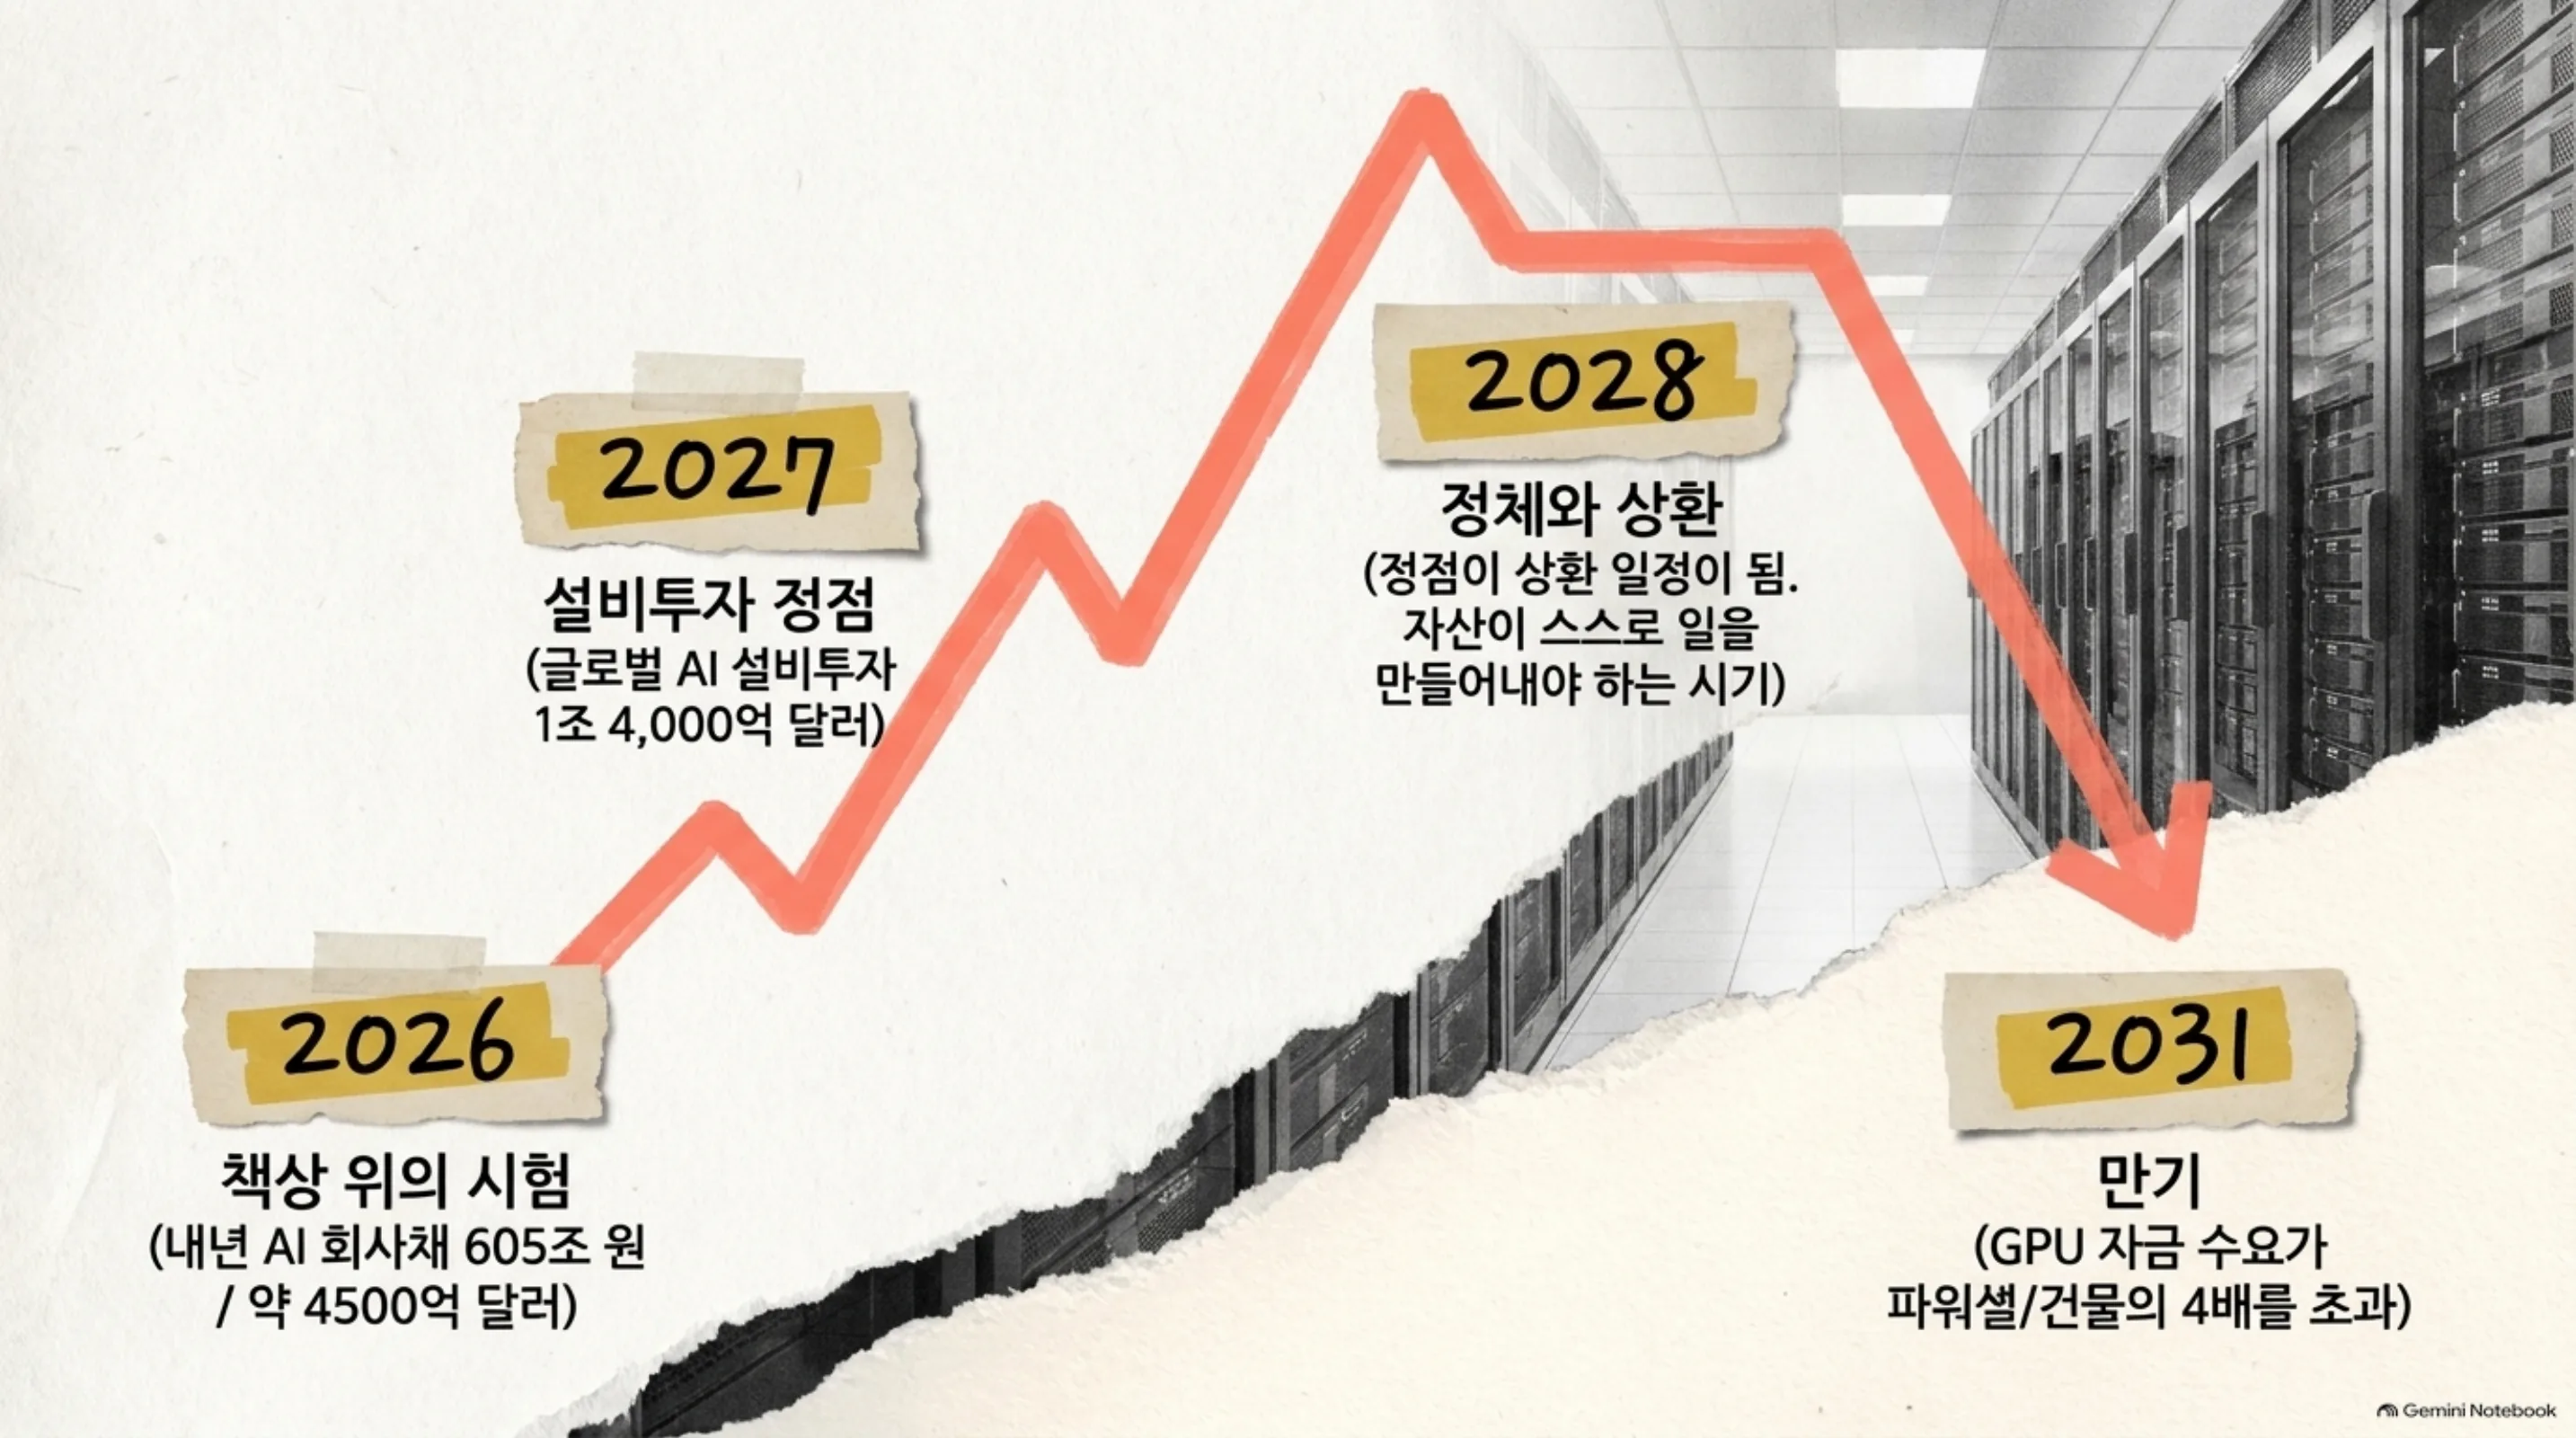 2026
책상 위의 시험
(내년 AI 회사채 605조 원
/ 약 4500억 달러)
2027
설비투자 정점
(글로벌 AI 설비투자
1조 4,000억 달러)
2028
정체와 상환
(정점이 상환 일정이 됨.
자산이 스스로 일을
만들어내야 하는 시기)
2031
만기
(GPU 자금 수요가
파워셸/건물의 4배를 초과)
Gemini Notebook